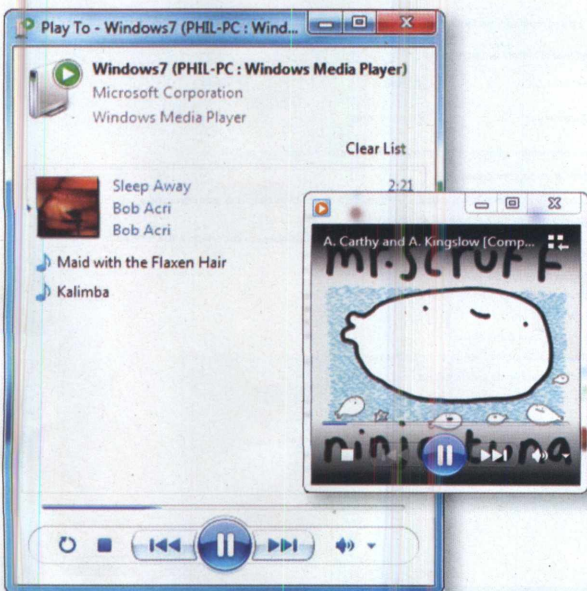 Play To - Windows7 (PHIL-PC : Wind...
Windows7 (PHIL-PC : Windows Media Player)
Microsoft Corporation
Windows Media Player
Clear List
Sleep Away
2:21
Bob Acri
Bob Acri
Maid with the Flaxen Hair
Kalimba
A. Carthy and A. Kingslow [Comp...
mr.scruff
ninja tuna